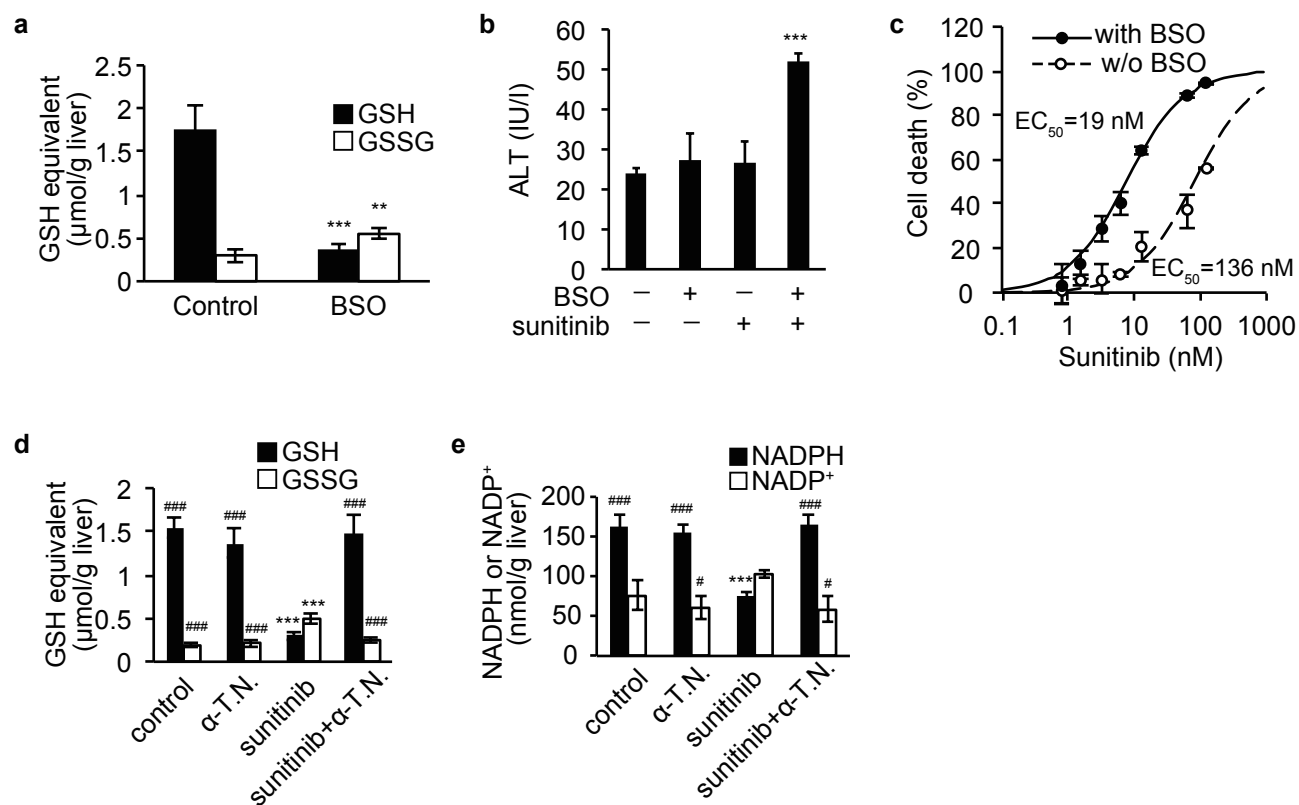 a
GSH equivalent
(μmol/g liver)
2.5
2
1.5
1
0.5
0
GSH
GSSG
***
**
Control
BSO
b
ALT (IU/l)
60
50
40
30
20
10
0
***
BSO – + – +
sunitinib – – + +
c
Cell death (%)
120
100
80
60
40
20
0
with BSO
w/o BSO
EC50=19 nM
EC50=136 nM
0.1 1 10 100 1000
Sunitinib (nM)
d
GSH
GSSG
GSH equivalent
(μmol/g liver)
2
1.5
1
0.5
0
###
###
###
###
***
***
###
###
control
α-T.N.
sunitinib
sunitinib+α-T.N.
e
NADPH
NADP+
NADPH or NADP+
(nmol/g liver)
200
150
100
50
0
###
###
#
***
###
#
control
α-T.N.
sunitinib
sunitinib+α-T.N.